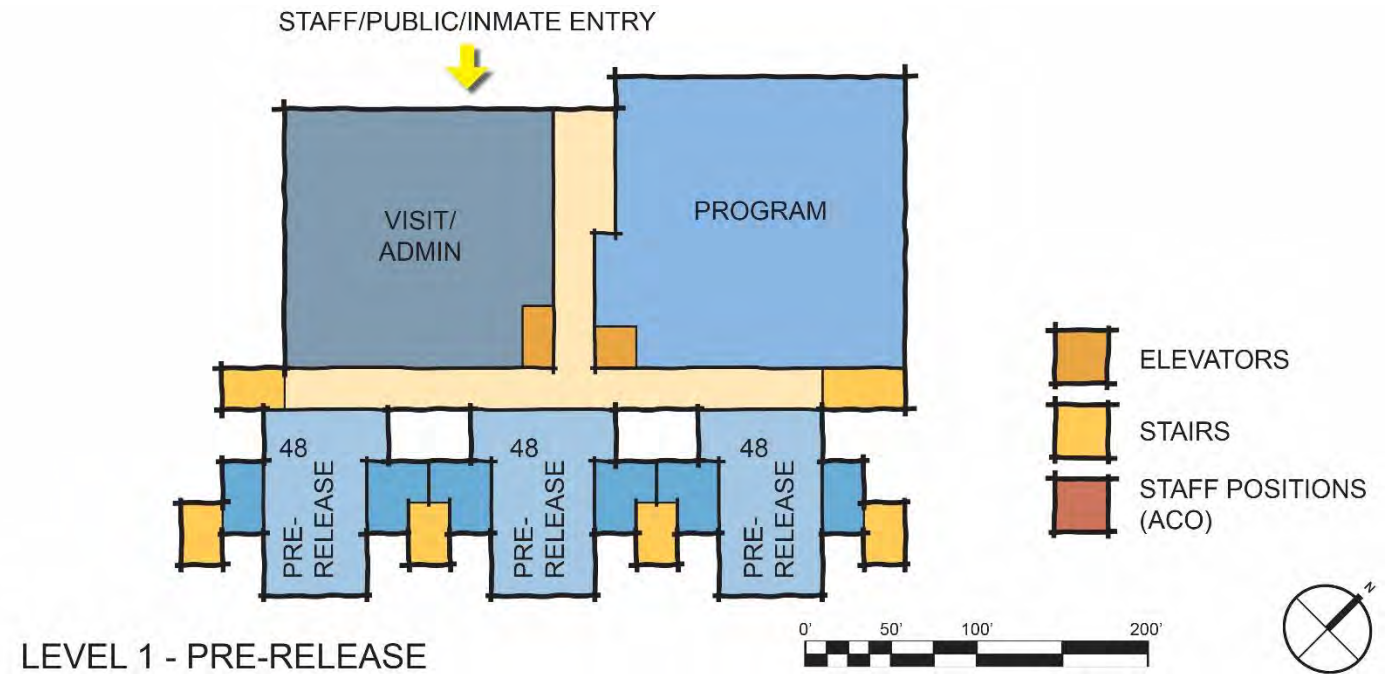 STAFF/PUBLIC/INMATE ENTRY
VISIT/
ADMIN
PROGRAM
ELEVATORS
STAIRS
STAFF POSITIONS
(ACO)
48
PRE-
RELEASE
48
PRE-
RELEASE
48
PRE-
RELEASE
N
0' 50' 100' 200'
LEVEL 1 - PRE-RELEASE